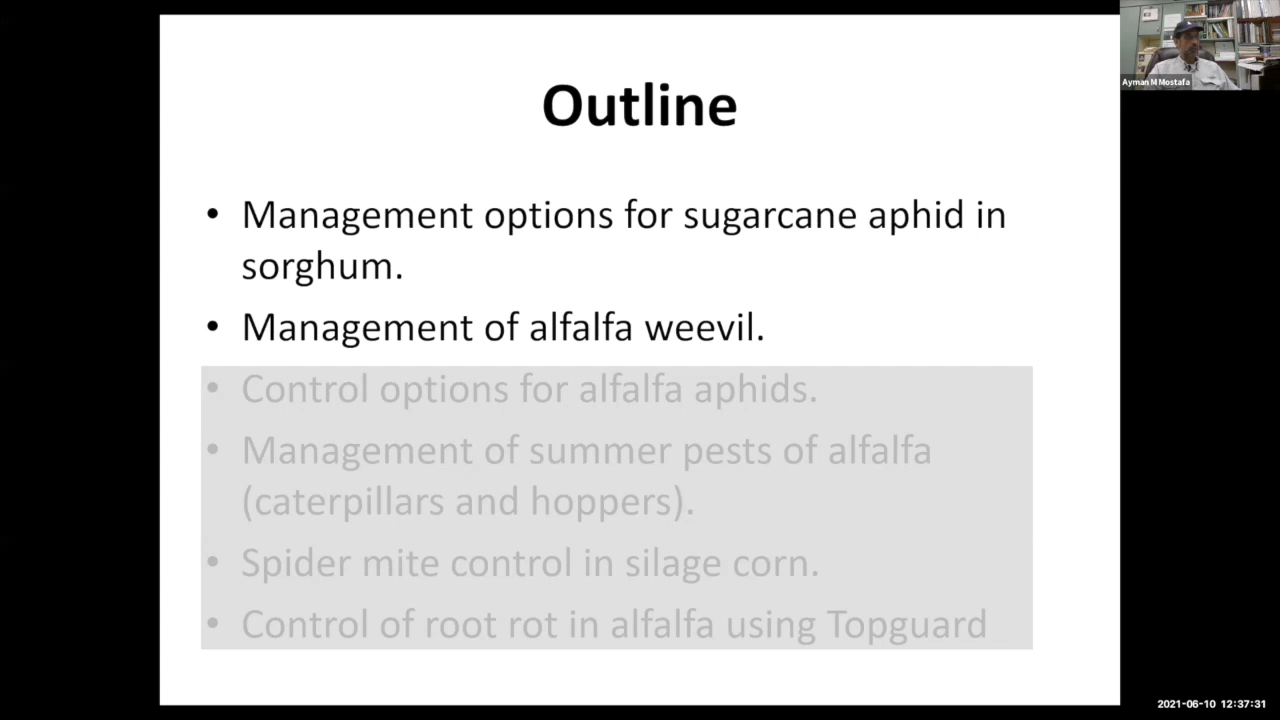 Outline
• Management options for sugarcane aphid in
sorghum.
• Management of alfalfa weevil.
• Control options for alfalfa aphids.
• Management of summer pests of alfalfa
(caterpillars and hoppers).
• Spider mite control in silage corn.
• Control of root rot in alfalfa using Topguard
Ayman M Mostafa
2021-06-10 12:37:31